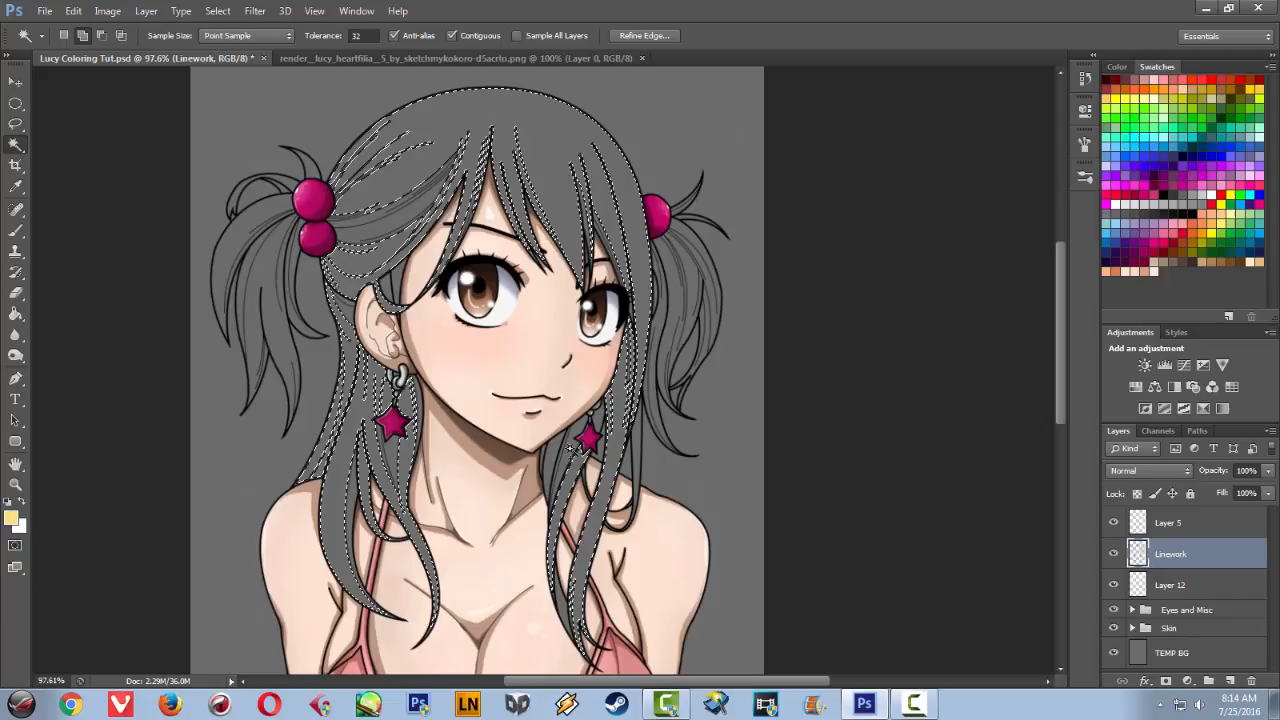 Ps File Edit Image Layer Type Select Filter 3D View Window Help
Sample Size: Point Sample Tolerance: 32 Anti-alias Contiguous Sample All Layers Refine Edge... Essentials
Lucy Coloring Tut.psd @ 97.6% (Linework, RGB/8) * × render__lucy_heartfilia__5_by_sketchmykokoro-d5acrto.png @ 100% (Layer 0, RGB/8) ×
Color Swatches
Adjustments Styles
Add an adjustment
Layers Channels Paths
Kind
Normal Opacity: 100%
Lock: Fill: 100%
Layer 5
Linework
Layer 12
Eyes and Misc
Skin
TEMP BG
fx
97.61% Doc: 2.29M/36.0M
Ps LN Ps
8:14 AM
7/25/2016